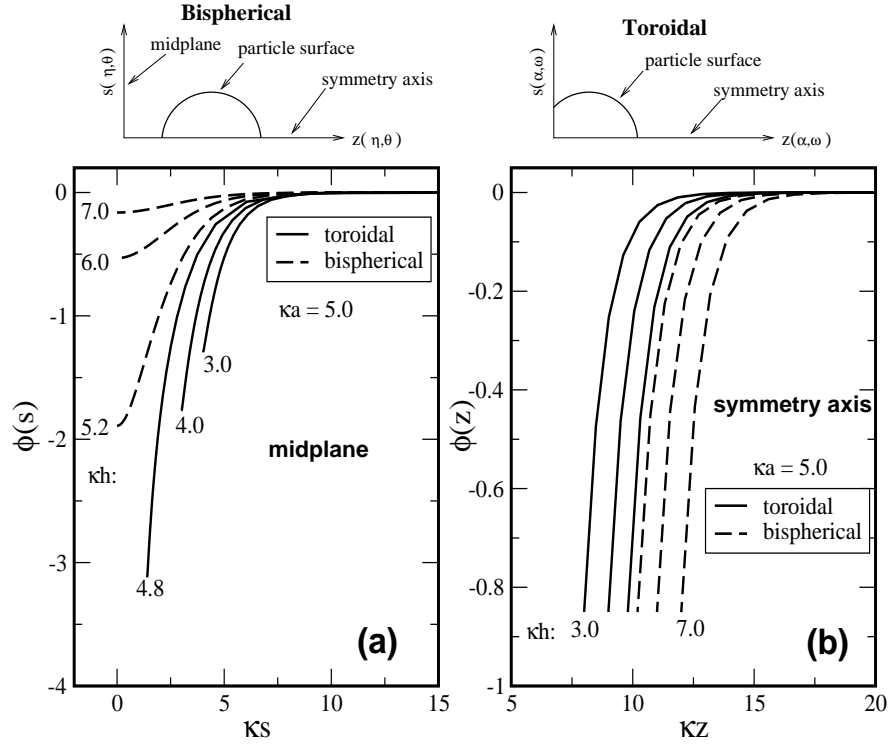 Bispherical
midplane
particle surface
symmetry axis
s(η,θ)
z(η,θ)
Toroidal
particle surface
symmetry axis
s(α,ω)
z(α,ω)
0
-1
-2
-3
-4
ϕ(s)
7.0
6.0
5.2
κh:
4.8
4.0
3.0
toroidal
bispherical
κa = 5.0
midplane
(a)
0
5
10
15
κs
0
-0.2
-0.4
-0.6
-0.8
-1
ϕ(z)
symmetry axis
κa = 5.0
toroidal
bispherical
κh: 3.0 7.0
(b)
5
10
15
20
κz